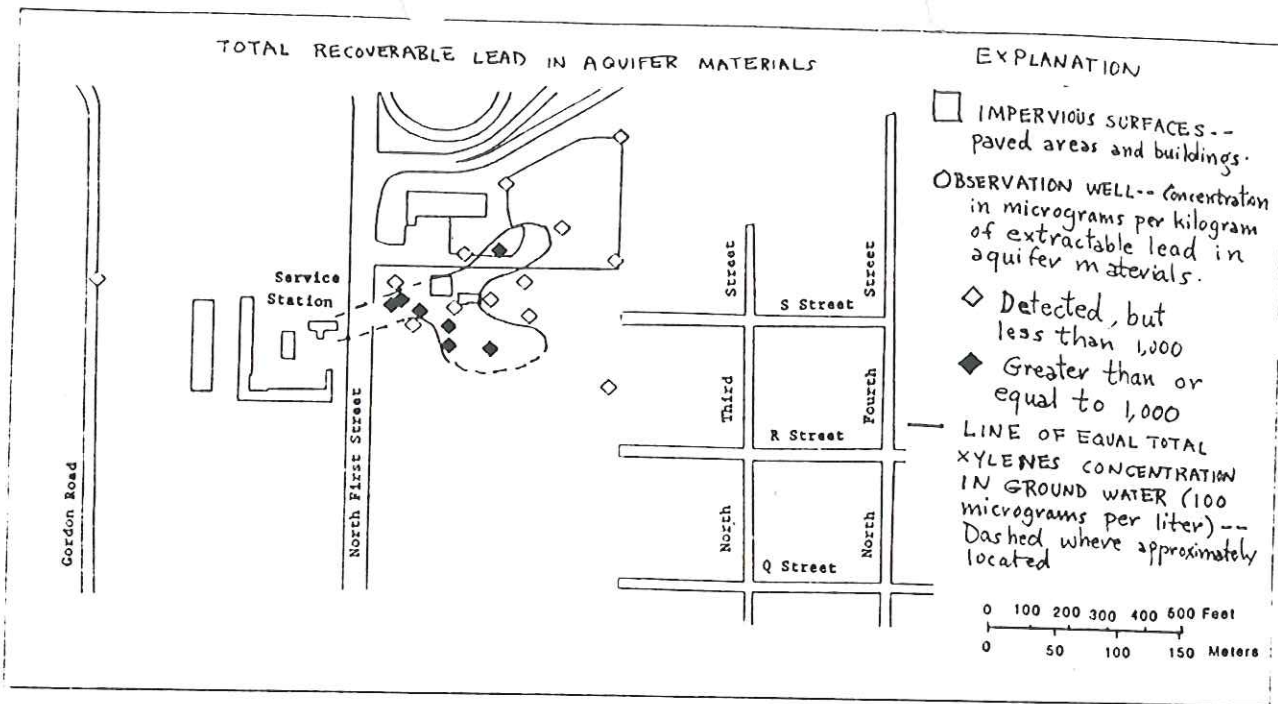 TOTAL RECOVERABLE LEAD IN AQUIFER MATERIALS
EXPLANATION
IMPERVIOUS SURFACES--
paved areas and buildings.
OBSERVATION WELL-- Concentration
in micrograms per kilogram
of extractable lead in
aquifer materials.
Detected, but
less than 1,000
Greater than or
equal to 1,000
LINE OF EQUAL TOTAL
XYLENES CONCENTRATION
IN GROUND WATER (100
micrograms per liter)--
Dashed where approximately
located
0 100 200 300 400 500 Feet
0 50 100 150 Meters
Service
Station
Gordon Road
North First Street
North Third Street
North Fourth Street
S Street
R Street
Q Street